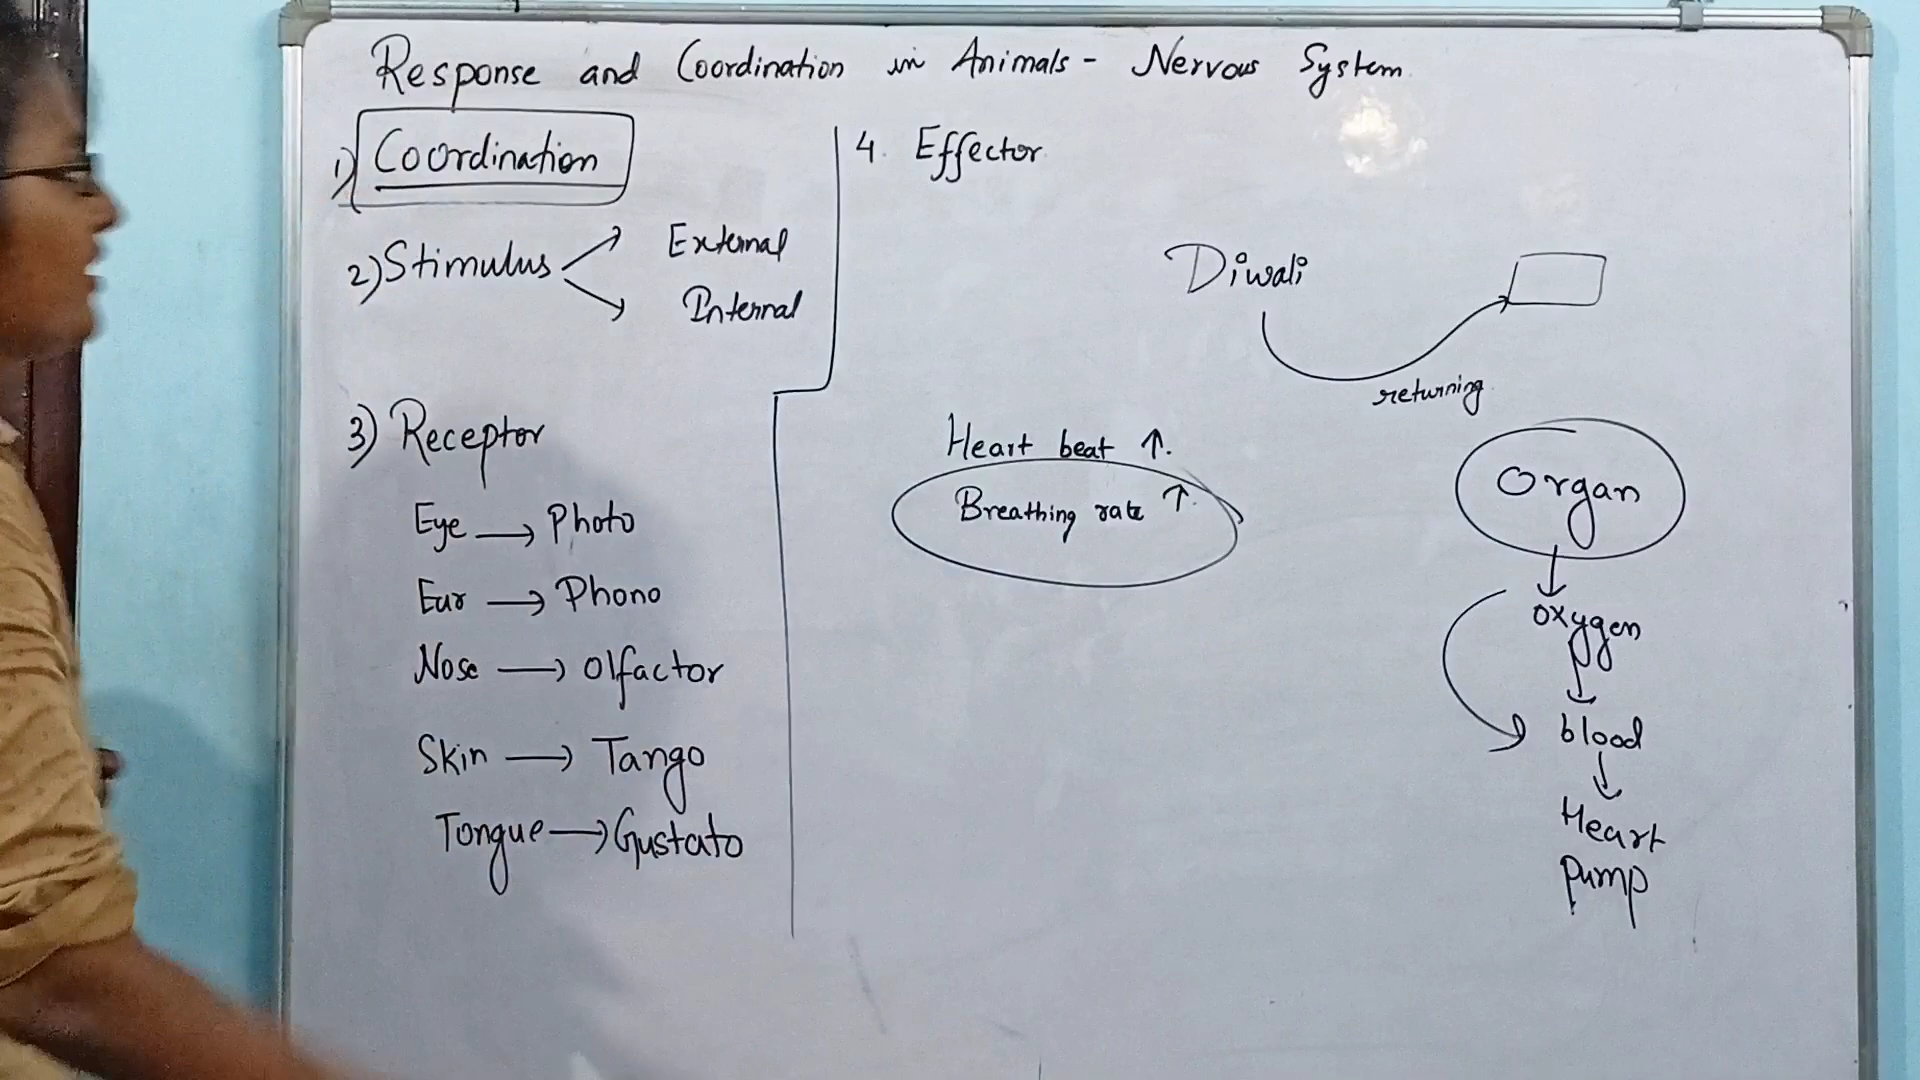 Response and Coordination in Animals - Nervous System
1) Coordination
2) Stimulus
External
Internal
3) Receptor
Eye → Photo
Ear → Phono
Nose → Olfactor
Skin → Tango
Tongue → Gustato
4. Effector
Diwali
returning
Heart beat ↑.
Breathing rate ↑.
Organ
↓
oxygen
↓
blood
↓
Heart
pump